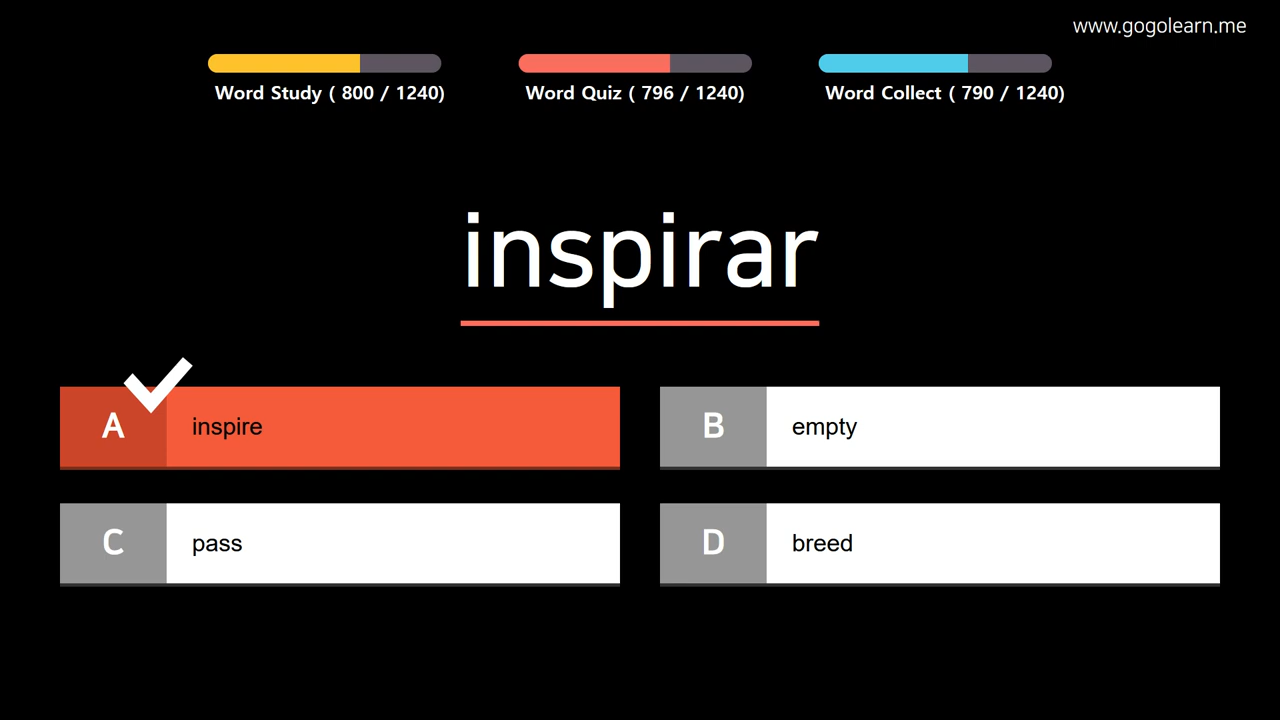 www.gogolearn.me
Word Study ( 800 / 1240)
Word Quiz ( 796 / 1240)
Word Collect ( 790 / 1240)
inspirar
A inspire
B empty
C pass
D breed